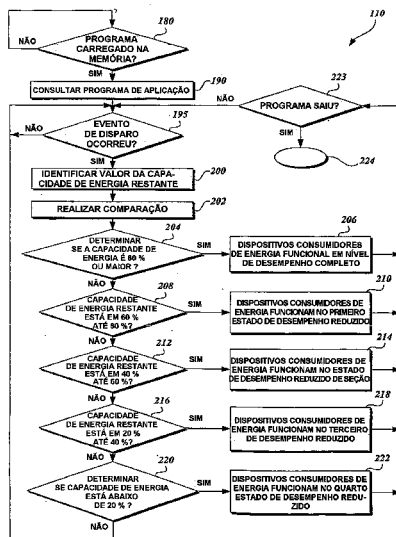 110
180
NÃO
PROGRAMA
CARREGADO NA
MEMÓRIA?
SIM
190
CONSULTAR PROGRAMA DE APLICAÇÃO
NÃO
223
PROGRAMA SAIU?
SIM
224
195
NÃO
EVENTO
DE DISPARO
OCORREU?
SIM
200
IDENTIFICAR VALOR DA CAPA-
CIDADE DE ENERGIA RESTANTE
202
REALIZAR COMPARAÇÃO
204
DETERMINAR
SE A CAPACIDADE DE
ENERGIA É 80 %
OU MAIOR ?
SIM
206
DISPOSITIVOS CONSUMIDORES
DE ENERGIA FUNCIONAL EM NÍVEL
DE DESEMPENHO COMPLETO
NÃO
208
CAPACIDADE
DE ENERGIA RESTANTE
ESTÁ EM 60 %
ATÉ 80 %?
SIM
210
DISPOSITIVOS CONSUMIDORES DE
ENERGIA FUNCIONAM NO PRIMEIRO
ESTADO DE DESEMPENHO REDUZIDO
NÃO
212
CAPACIDADE
DE ENERGIA RESTANTE
ESTÁ EM 40 %
ATÉ 60 %?
SIM
214
DISPOSITIVOS CONSUMIDORES DE
ENERGIA FUNCIONAM NO ESTADO
DE DESEMPENHO REDUZIDO DE SEÇÃO
NÃO
216
CAPACIDADE
DE ENERGIA RESTANTE
ESTÁ EM 20 %
ATÉ 40 %?
SIM
218
DISPOSITIVOS CONSUMIDORES DE
ENERGIA FUNCIONAM NO TERCEIRO
DE DESEMPENHO REDUZIDO
NÃO
220
DETERMINAR
SE CAPACIDADE DE ENERGIA
ESTÁ ABAIXO
DE 20 % ?
SIM
222
DISPOSITIVOS CONSUMIDORES DE
ENERGIA FUNCIONAM NO QUARTO
ESTADO DE DESEMPENHO REDU-
ZIDO
NÃO